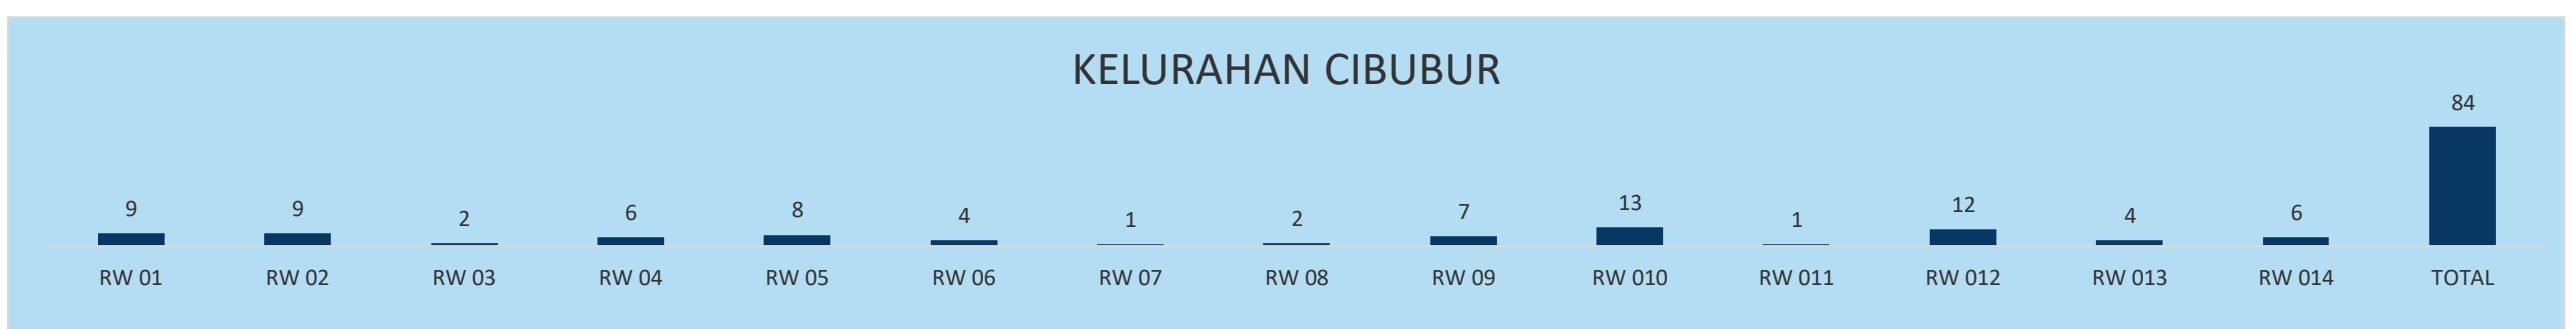 KELURAHAN CIBUBUR
84
9 9 2 6 8 4 1 2 7 13 1 12 4 6
RW 01 RW 02 RW 03 RW 04 RW 05 RW 06 RW 07 RW 08 RW 09 RW 010 RW 011 RW 012 RW 013 RW 014 TOTAL